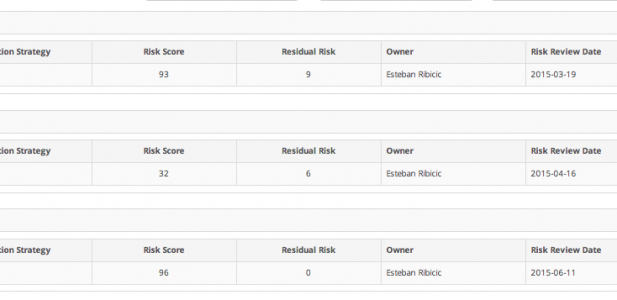 tion Strategy Risk Score Residual Risk Owner Risk Review Date
93 9 Esteban Ribicic 2015-03-19
tion Strategy Risk Score Residual Risk Owner Risk Review Date
32 6 Esteban Ribicic 2015-04-16
tion Strategy Risk Score Residual Risk Owner Risk Review Date
96 0 Esteban Ribicic 2015-06-11